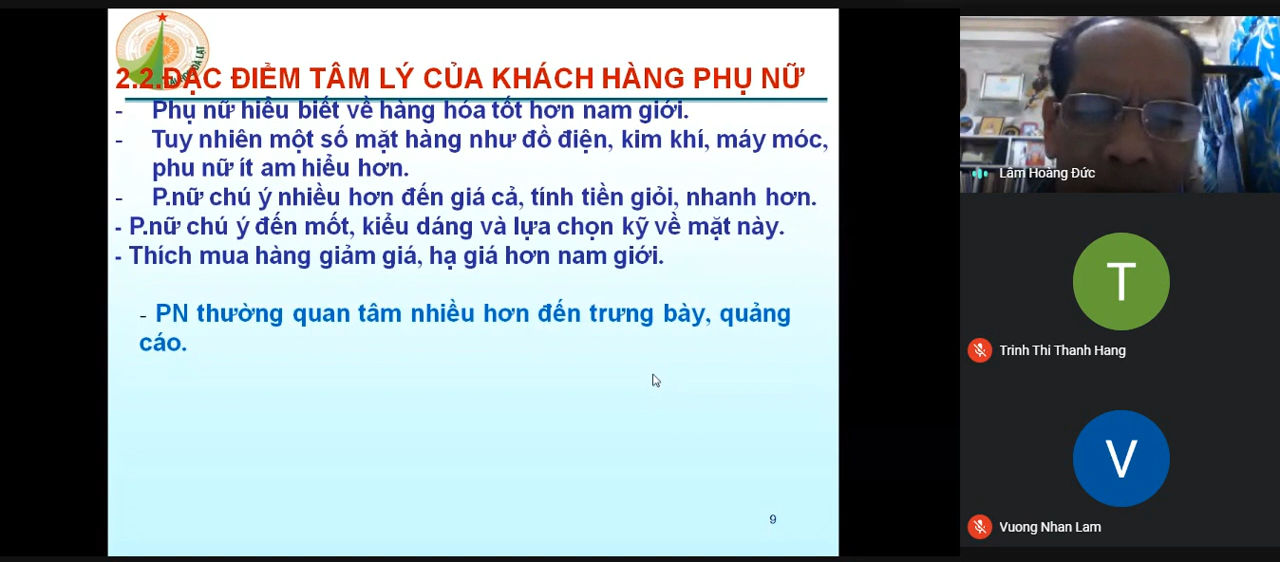 2.2.ĐẶC ĐIỂM TÂM LÝ CỦA KHÁCH HÀNG PHỤ NỮ
- Phụ nữ hiểu biết về hàng hóa tốt hơn nam giới.
- Tuy nhiên một số mặt hàng như đồ điện, kim khí, máy móc,
phu nữ ít am hiểu hơn.
- P.nữ chú ý nhiều hơn đến giá cả, tính tiền giỏi, nhanh hơn.
- P.nữ chú ý đến mốt, kiểu dáng và lựa chọn kỹ về mặt này.
- Thích mua hàng giảm giá, hạ giá hơn nam giới.
- PN thường quan tâm nhiều hơn đến trưng bày, quảng
cáo.
9
Lâm Hoàng Đức
T
Trinh Thi Thanh Hang
V
Vuong Nhan Lam